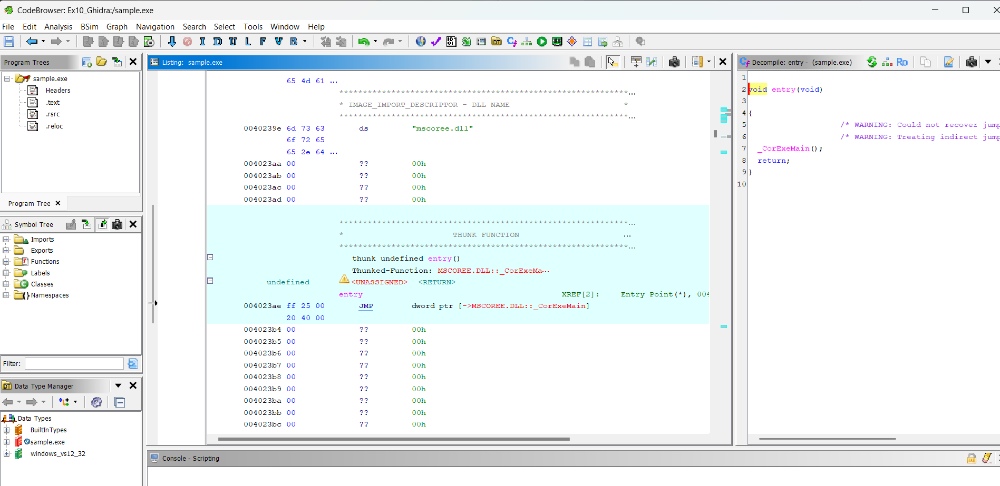 CodeBrowser: Ex10_Ghidra:/sample.exe
File Edit Analysis BSim Graph Navigation Search Select Tools Window Help
I D U L F V B
Program Trees
sample.exe
Headers
.text
.rsrc
.reloc
Program Tree
Symbol Tree
Imports
Exports
Functions
Labels
Classes
Namespaces
Filter:
Data Type Manager
Data Types
BuiltInTypes
sample.exe
windows_vs12_32
Listing: sample.exe
65 4d 61 ...
*************************************************************...
* IMAGE_IMPORT_DESCRIPTOR - DLL NAME *
*************************************************************...
0040239e 6d 73 63 ds "mscoree.dll"
6f 72 65
65 2e 64 ...
004023aa 00 ?? 00h
004023ab 00 ?? 00h
004023ac 00 ?? 00h
004023ad 00 ?? 00h
*************************************************************...
* THUNK FUNCTION ...
*************************************************************...
thunk undefined entry()
Thunked-Function: MSCOREE.DLL::_CorExeMa...
undefined <UNASSIGNED> <RETURN>
entry XREF[2]: Entry Point(*), 004
004023ae ff 25 00 JMP dword ptr [->MSCOREE.DLL::_CorExeMain]
20 40 00
004023b4 00 ?? 00h
004023b5 00 ?? 00h
004023b6 00 ?? 00h
004023b7 00 ?? 00h
004023b8 00 ?? 00h
004023b9 00 ?? 00h
004023ba 00 ?? 00h
004023bb 00 ?? 00h
004023bc 00 ?? 00h
Decompile: entry - (sample.exe)
Ro
1
2 void entry(void)
3
4 {
5 /* WARNING: Could not recover jump
6 /* WARNING: Treating indirect jump
7 _CorExeMain();
8 return;
9 }
10
Console - Scripting